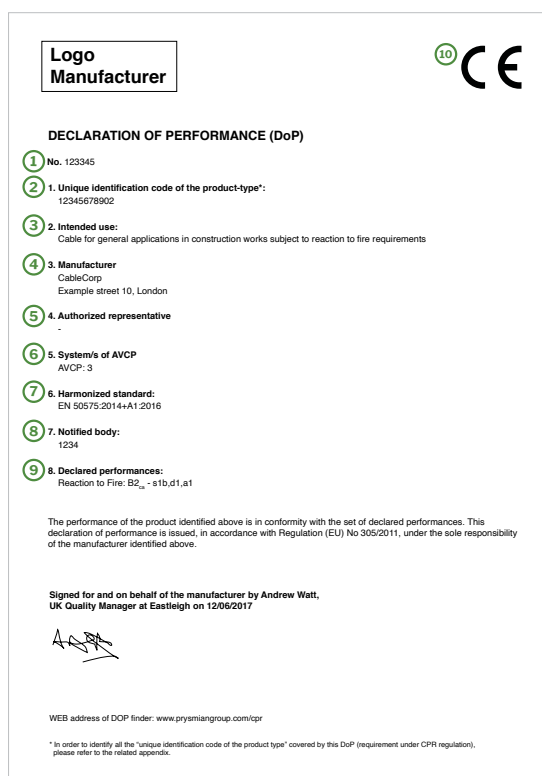 Logo
Manufacturer
10 CE
DECLARATION OF PERFORMANCE (DoP)
1 No. 123345
2 1. Unique identification code of the product-type*:
12345678902
3 2. Intended use:
Cable for general applications in construction works subject to reaction to fire requirements
4 3. Manufacturer
CableCorp
Example street 10, London
5 4. Authorized representative
-
6 5. System/s of AVCP
AVCP: 3
7 6. Harmonized standard:
EN 50575:2014+A1:2016
8 7. Notified body:
1234
9 8. Declared performances:
Reaction to Fire: B2ca - s1b,d1,a1
The performance of the product identified above is in conformity with the set of declared performances. This
declaration of performance is issued, in accordance with Regulation (EU) No 305/2011, under the sole responsibility
of the manufacturer identified above.
Signed for and on behalf of the manufacturer by Andrew Watt,
UK Quality Manager at Eastleigh on 12/06/2017
WEB address of DOP finder: www.prysmiangroup.com/cpr
* In order to identify all the "unique identification code of the product type" covered by this DoP (requirement under CPR regulation),
please refer to the related appendix.